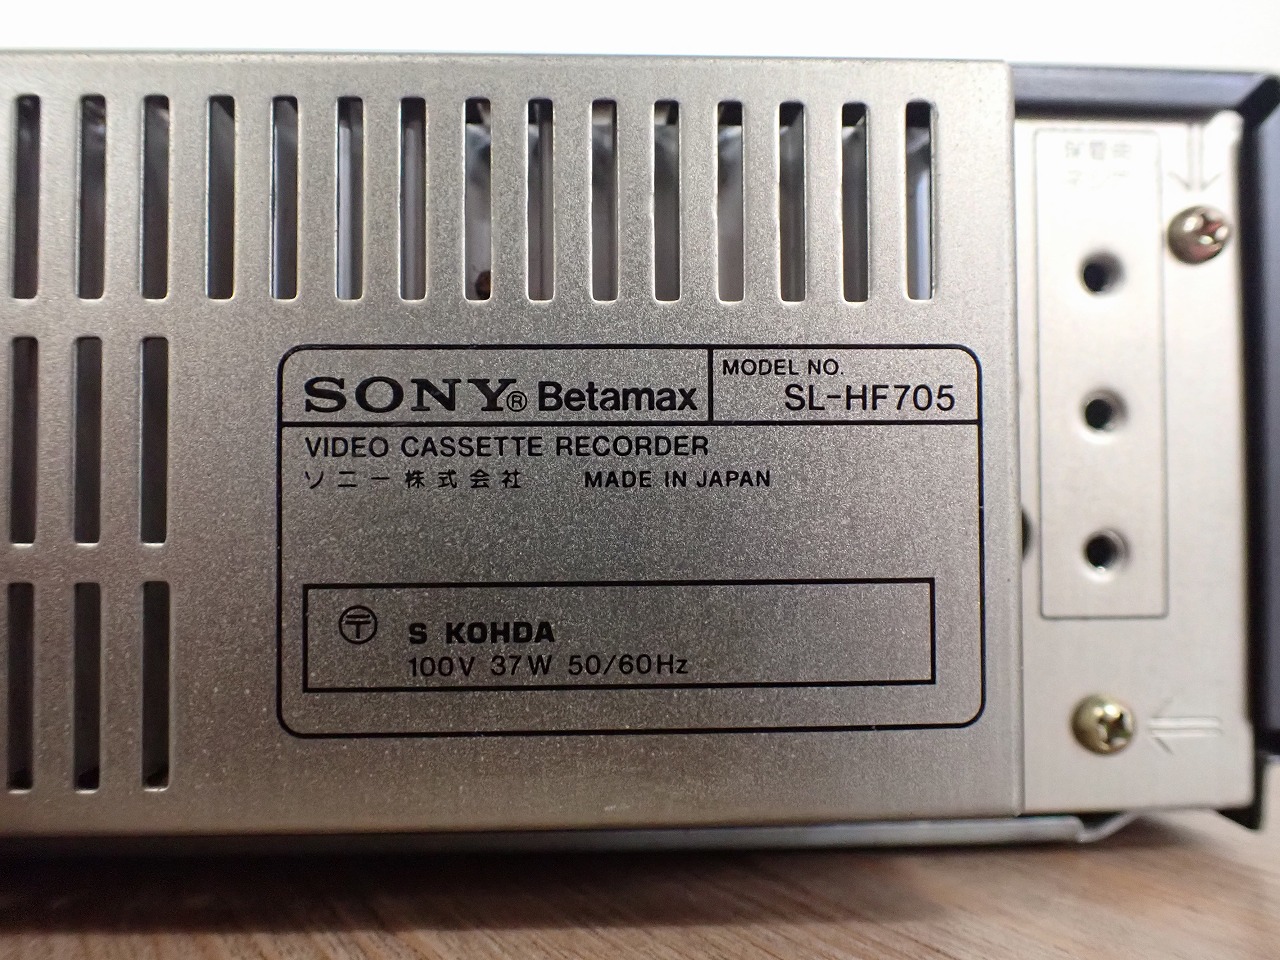 SONY® Betamax
MODEL NO.
SL-HF705
VIDEO CASSETTE RECORDER
ソニー株式会社 MADE IN JAPAN
〒 S KOHDA
100V 37W 50/60Hz